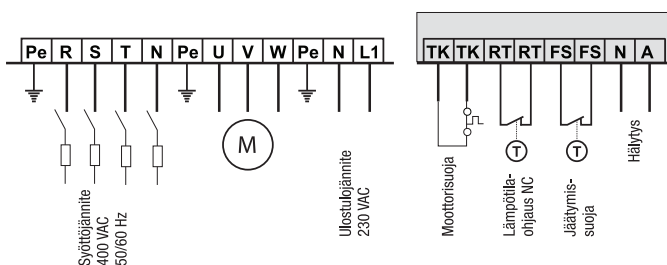 Pe R S T N Pe U V W Pe N L1
TK TK RT RT FS FS N A
M
T
T
Syöttöjännite
400 VAC
50/60 Hz
Ulostulojännite
230 VAC
Moottorisuoja
Lämpötila-
ohjaus NC
Jäätymis-
suoja
Hälytys